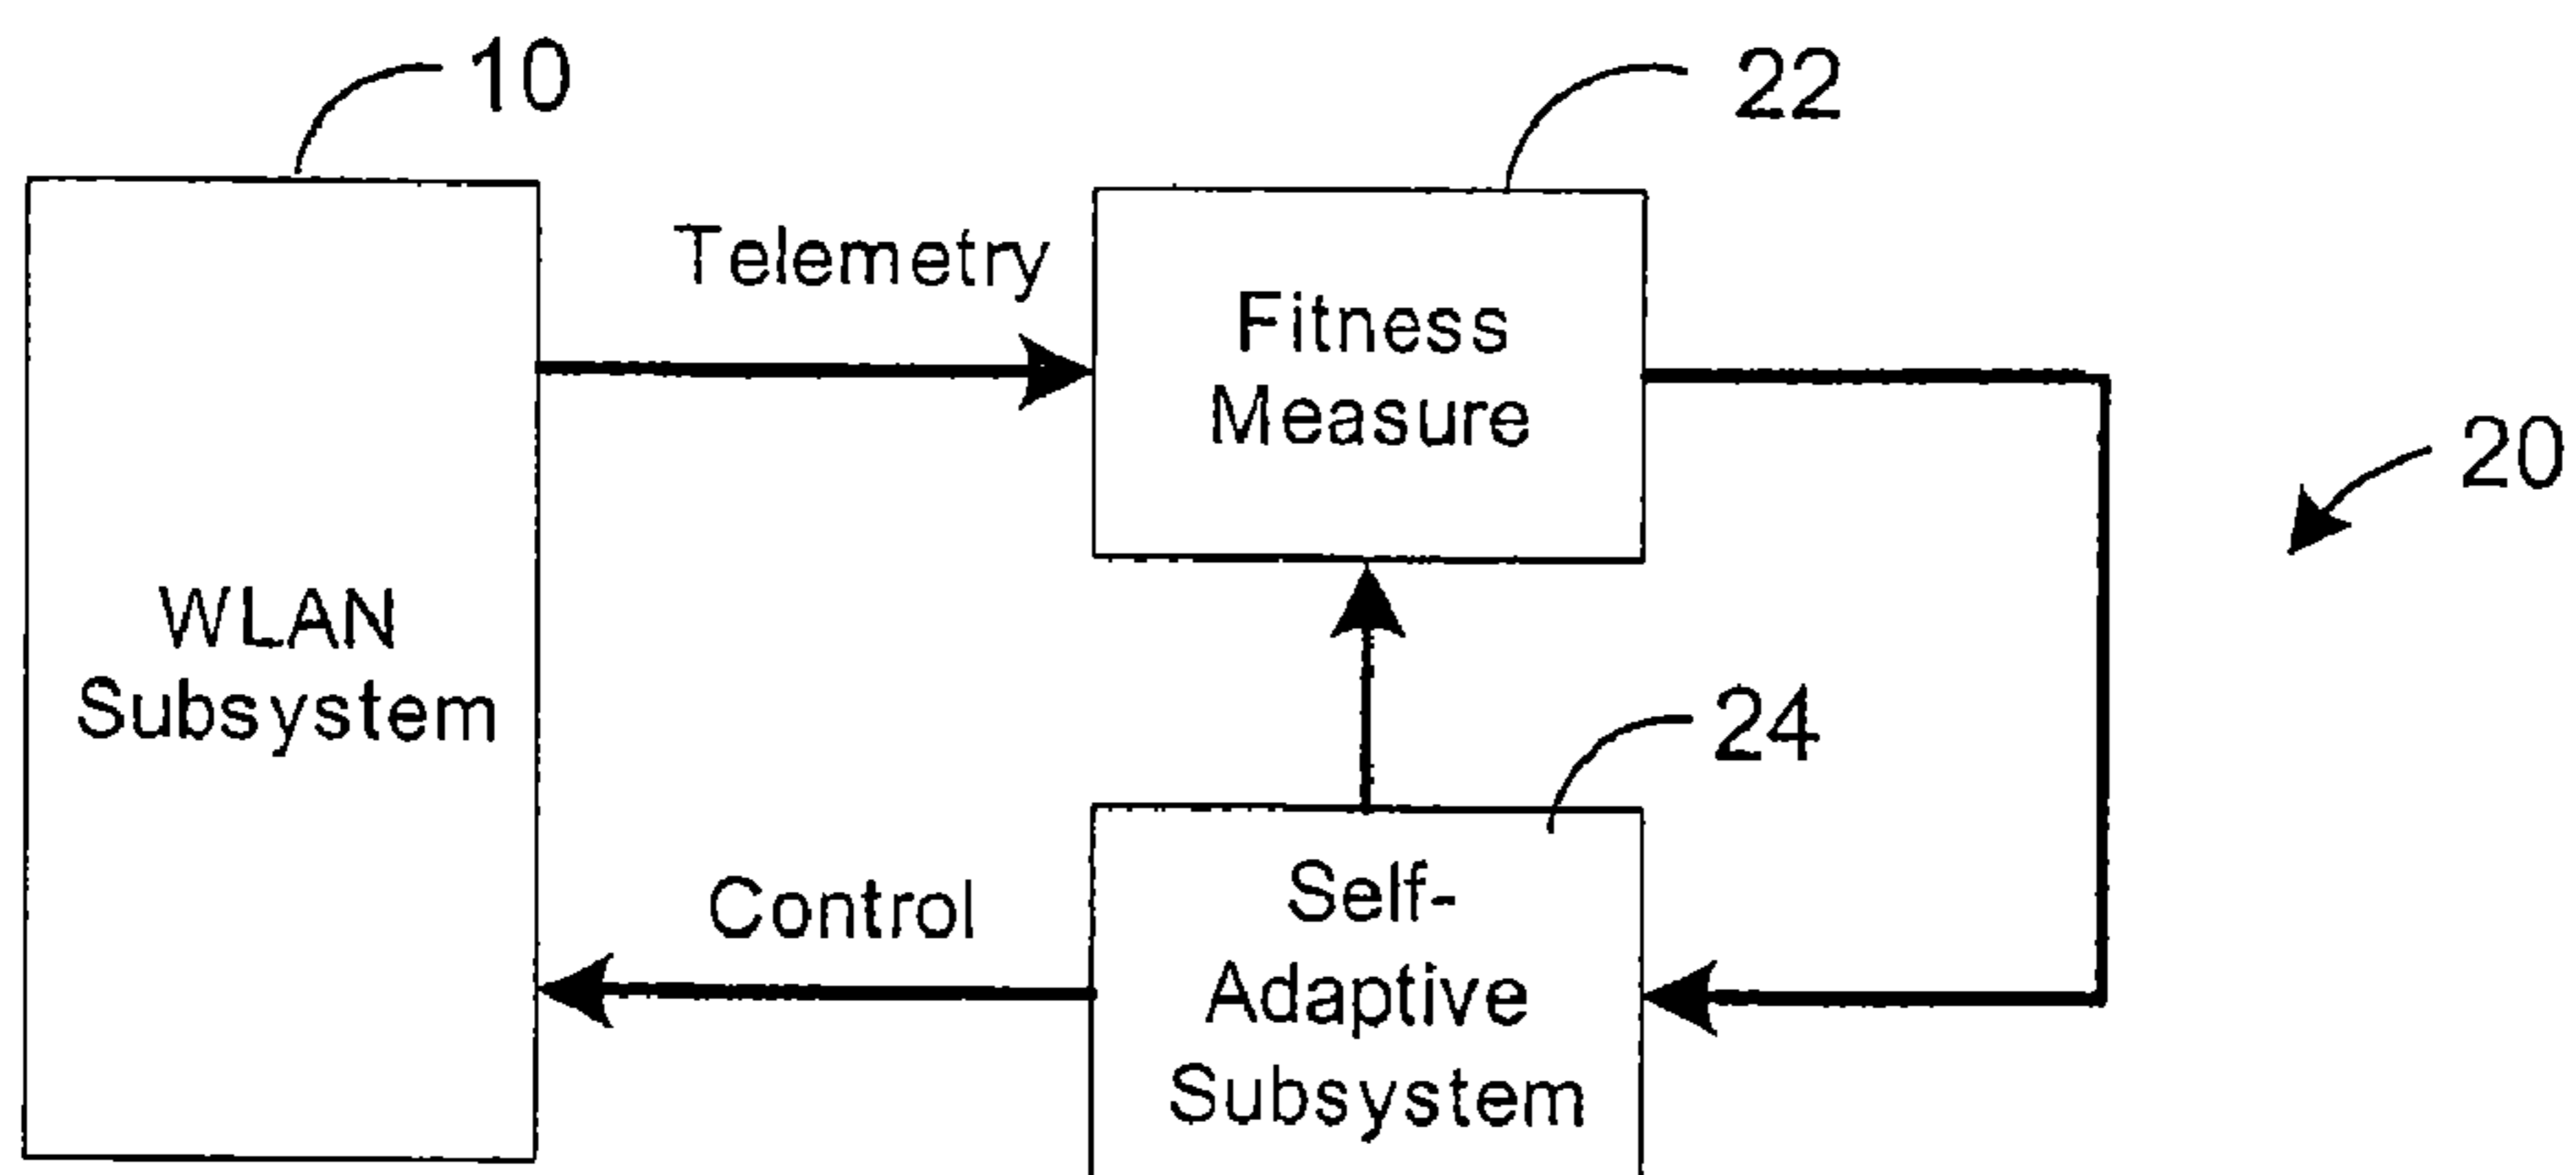 10
22
Telemetry
Fitness
Measure
20
WLAN
Subsystem
24
Control
Self-
Adaptive
Subsystem